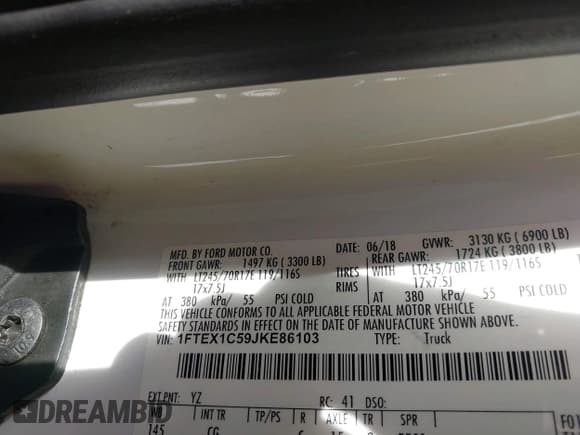 MFD. BY FORD MOTOR CO.
DATE: 06/18 GVWR: 3130 KG ( 6900 LB)
FRONT GAWR: 1497 KG ( 3300 LB) REAR GAWR: 1724 KG ( 3800 LB)
WITH LT245/70R17E 119/116S TIRES WITH LT245/70R17E 119/116S
17x7.5J RIMS 17x7.5J
AT 380 kPa/ 55 PSI COLD AT 380 kPa/ 55 PSI COLD
THIS VEHICLE CONFORMS TO ALL APPLICABLE FEDERAL MOTOR VEHICLE
SAFETY STANDARDS IN EFFECT ON THE DATE OF MANUFACTURE SHOWN ABOVE.
VIN: 1FTEX1C59JKE86103 TYPE: Truck
EXT PNT: YZ RC: 41 DSO:
WB INT TR TP/PS R AXLE TR SPR
145 CG
DREAMBID